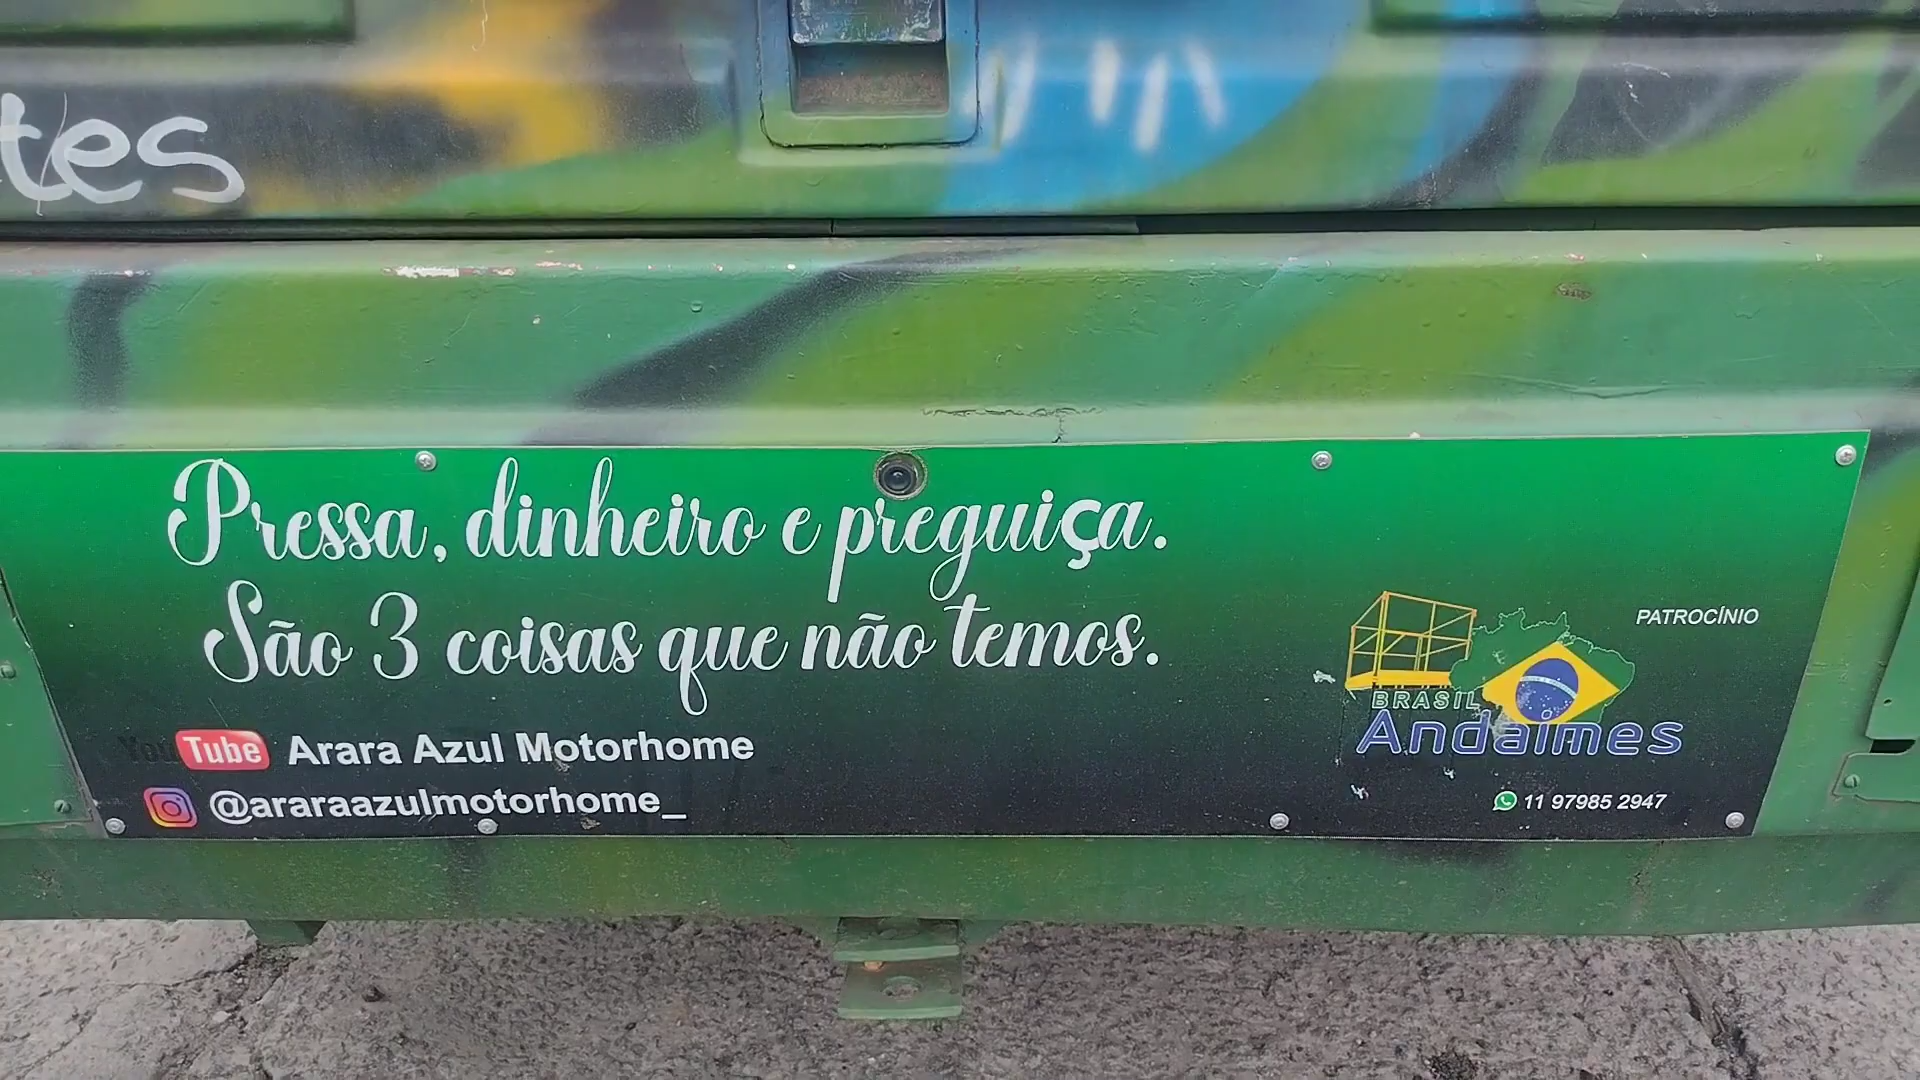 tes
Pressa, dinheiro e preguiça.
São 3 coisas que não temos.
YouTube Arara Azul Motorhome
@araraazulmotorhome_
PATROCÍNIO
BRASIL
Andaimes
11 97985 2947